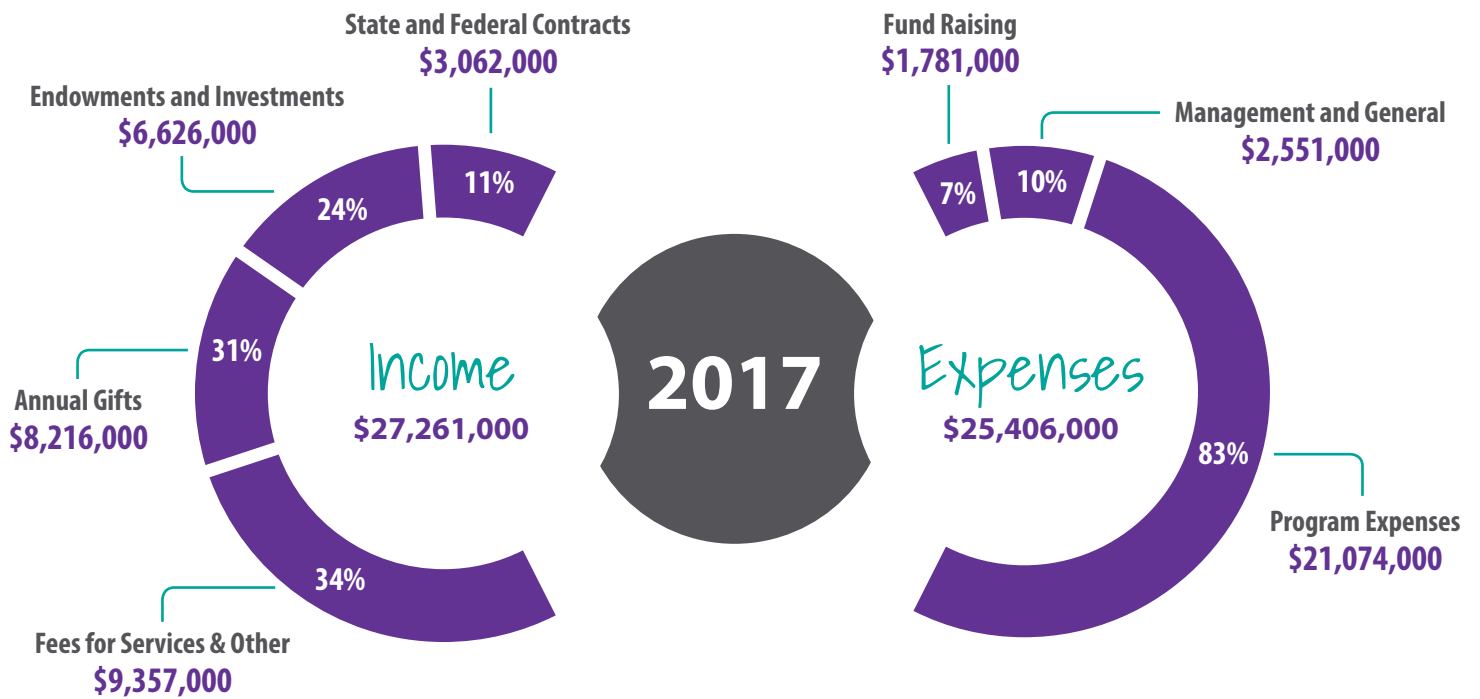 State and Federal Contracts
$3,062,000
Endowments and Investments
$6,626,000
11%
24%
31%
Annual Gifts
$8,216,000
34%
Fees for Services & Other
$9,357,000
Income
$27,261,000
2017
Fund Raising
$1,781,000
Management and General
$2,551,000
7%
10%
Expenses
$25,406,000
83%
Program Expenses
$21,074,000